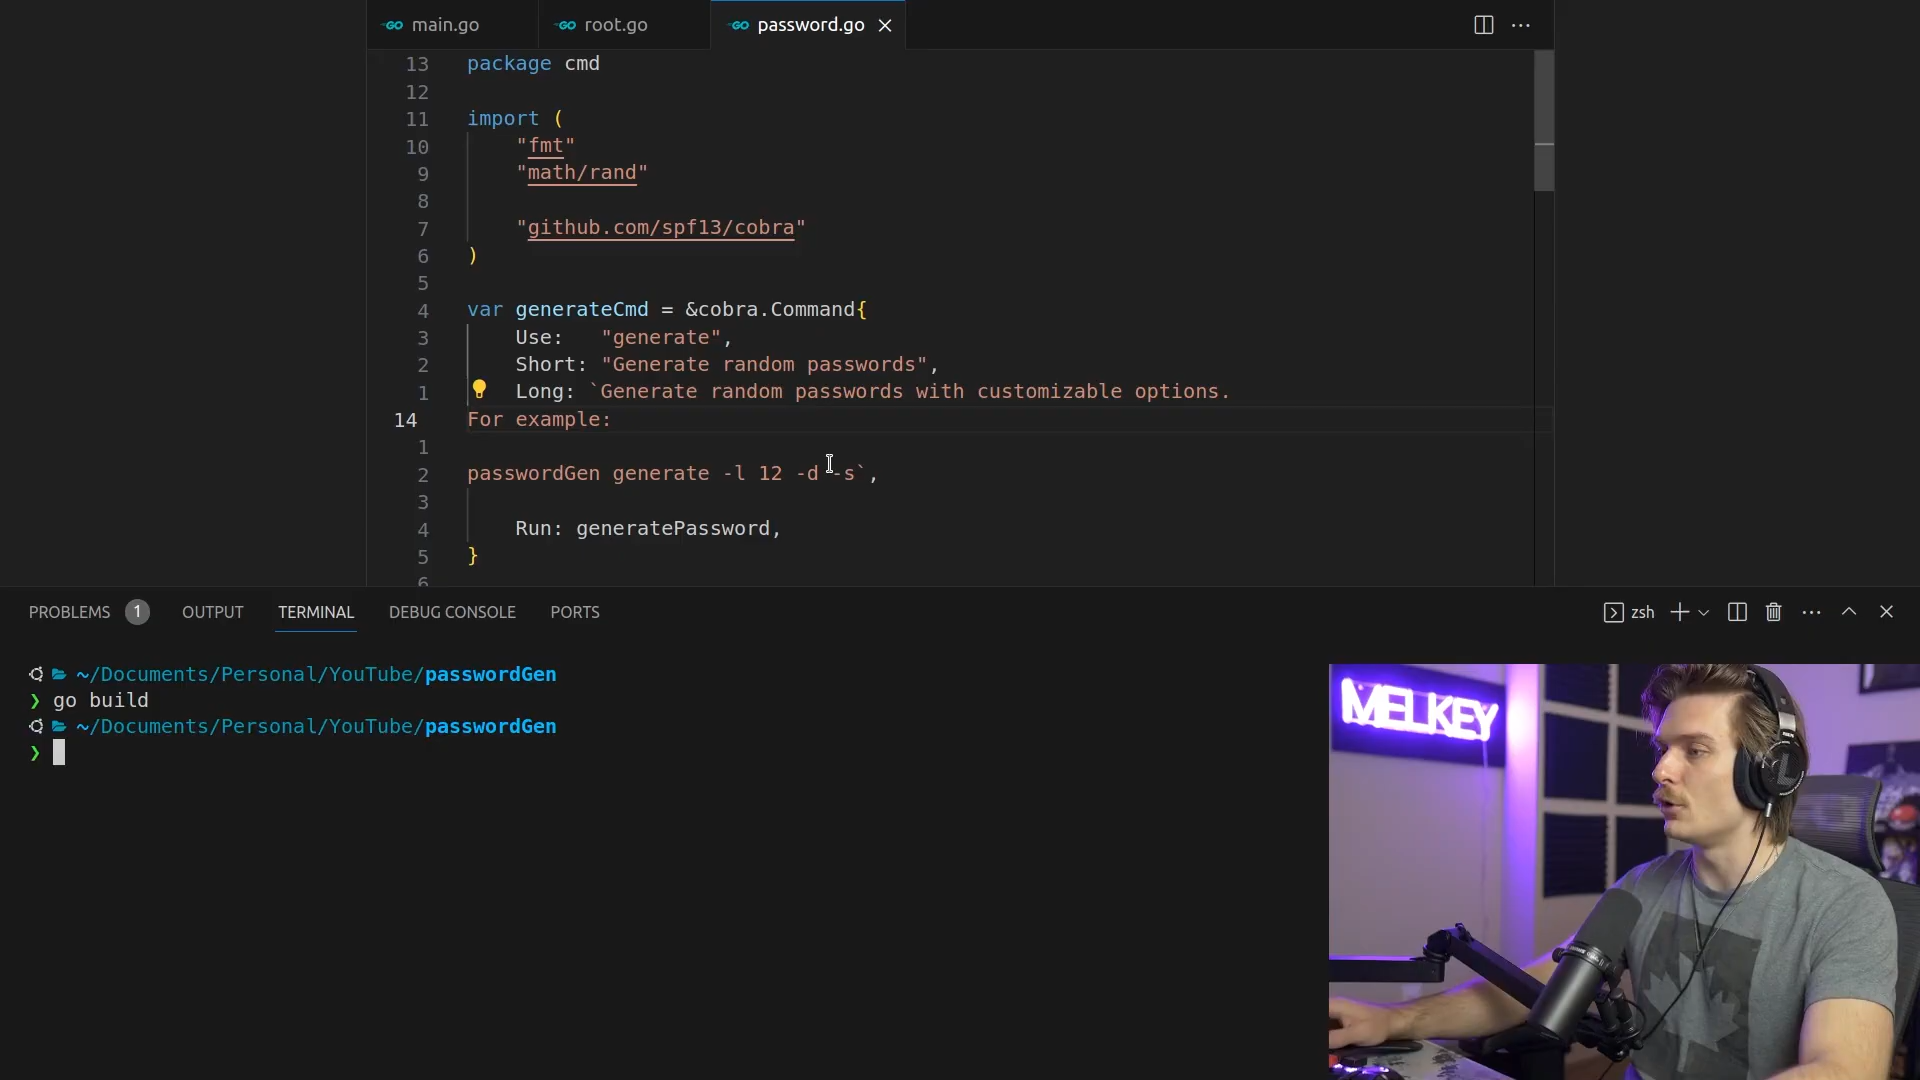 main.go
root.go
password.go
13 package cmd
12
11 import (
10 "fmt"
9 "math/rand"
8
7 "github.com/spf13/cobra"
6 )
5
4 var generateCmd = &cobra.Command{
3 Use: "generate",
2 Short: "Generate random passwords",
1 Long: `Generate random passwords with customizable options.
14 For example:
1
2 passwordGen generate -l 12 -d -s`,
3
4 Run: generatePassword,
5 }
6
PROBLEMS 1 OUTPUT TERMINAL DEBUG CONSOLE PORTS
zsh
~/Documents/Personal/YouTube/passwordGen
❯ go build
~/Documents/Personal/YouTube/passwordGen
❯
MELKEY